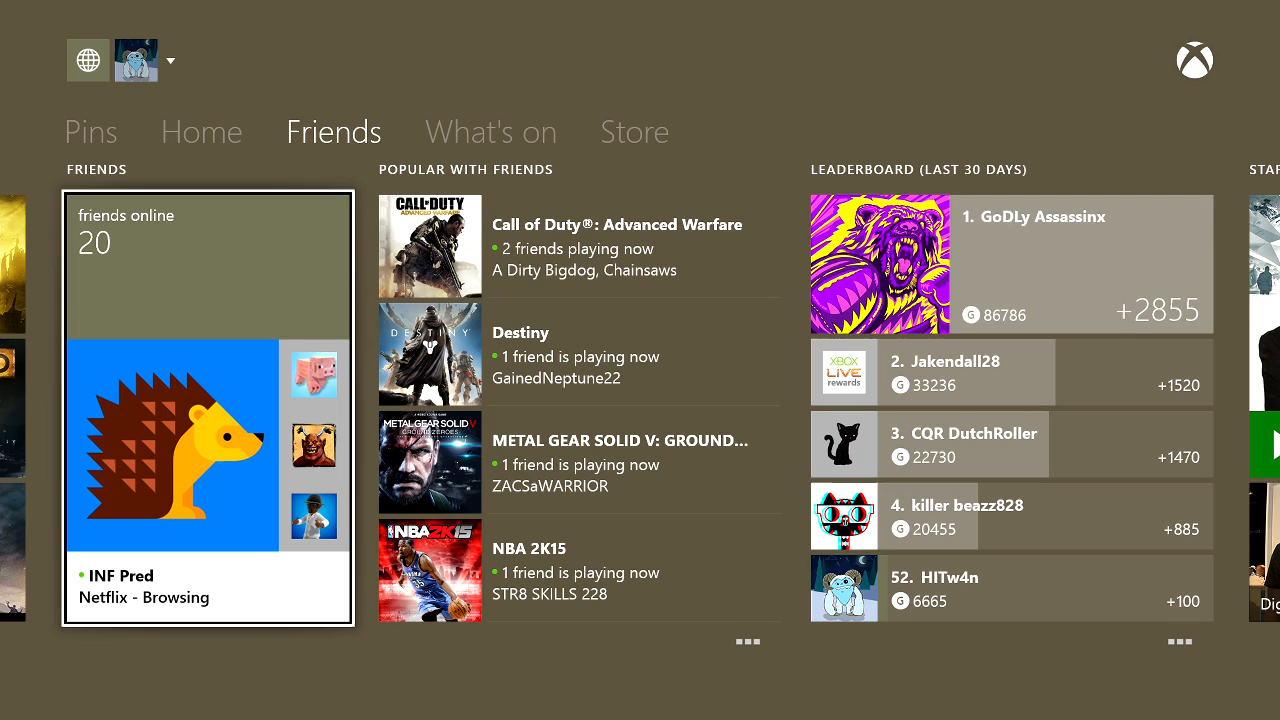 Pins Home Friends What's on Store
FRIENDS
friends online
20
INF Pred
Netflix - Browsing
POPULAR WITH FRIENDS
CALL OF DUTY
ADVANCED WARFARE
Call of Duty®: Advanced Warfare
2 friends playing now
A Dirty Bigdog, Chainsaws
DESTINY
Destiny
1 friend is playing now
GainedNeptune22
METAL GEAR SOLID V
GROUND ZEROES
METAL GEAR SOLID V: GROUND...
1 friend is playing now
ZACSaWARRIOR
NBA2K15
NBA 2K15
1 friend is playing now
STR8 SKILLS 228
LEADERBOARD (LAST 30 DAYS)
1. GoDLy Assassinx
G 86786 +2855
XBOX
LIVE
rewards
2. Jakendall28
G 33236 +1520
3. CQR DutchRoller
G 22730 +1470
4. killer beazz828
G 20455 +885
52. HITw4n
G 6665 +100
STAR
Dig